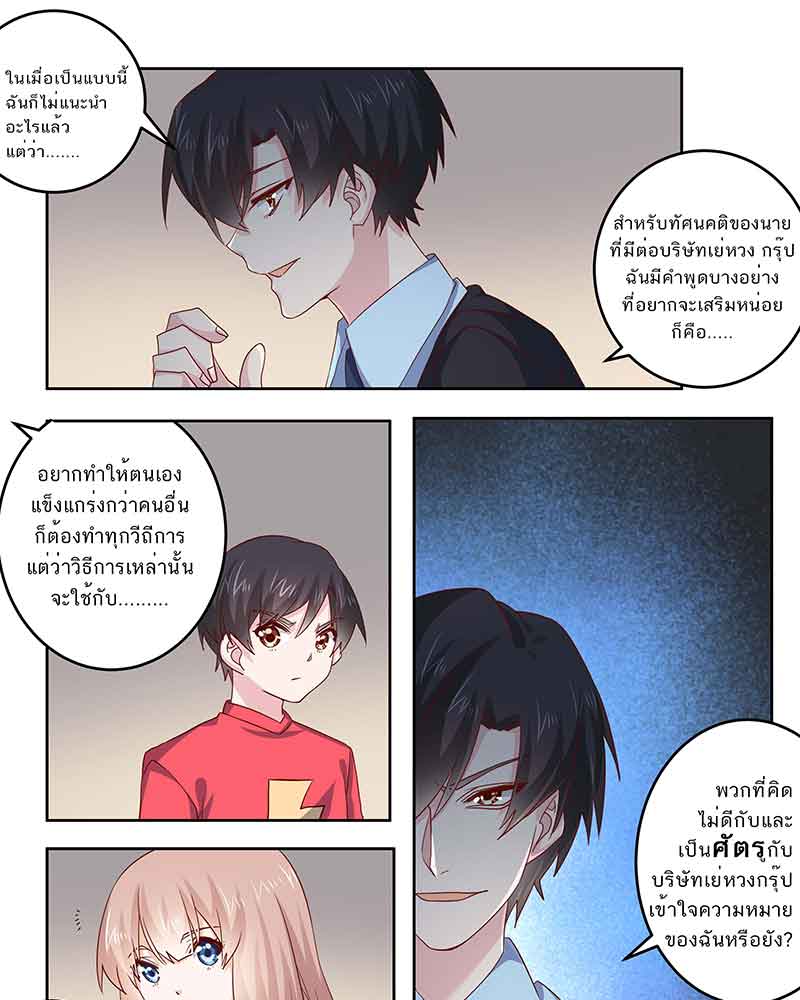 ในเมื่อเป็นแบบนี้
ฉันก็ไม่แนะนำ
อะไรแล้ว
แต่ว่า.......
สำหรับทัศนคติของนาย
ที่มีต่อบริษัทเย่หวง กรุ๊ป
ฉันมีคำพูดบางอย่าง
ที่อยากจะเสริมหน่อย
ก็คือ.....
อยากทำให้ตนเอง
แข็งแกร่งกว่าคนอื่น
ก็ต้องทำทุกวีถีการ
แต่ว่าวิธีการเหล่านั้น
จะใช้กับ.........
พวกที่คิด
ไม่ดีกับและ
เป็นศัตรูกับ
บริษัทเย่หวงกรุ๊ป
เข้าใจความหมาย
ของฉันหรือยัง?